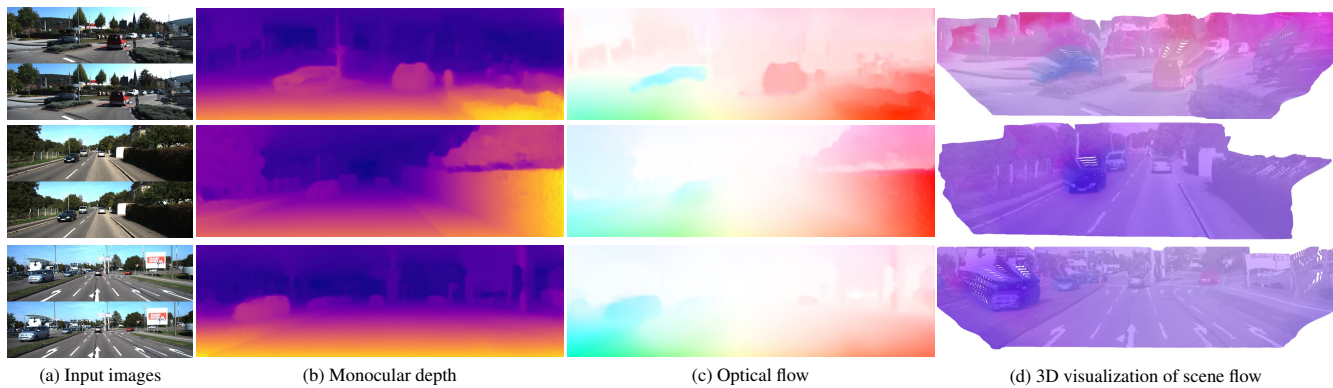 (a) Input images
(b) Monocular depth
(c) Optical flow
(d) 3D visualization of scene flow